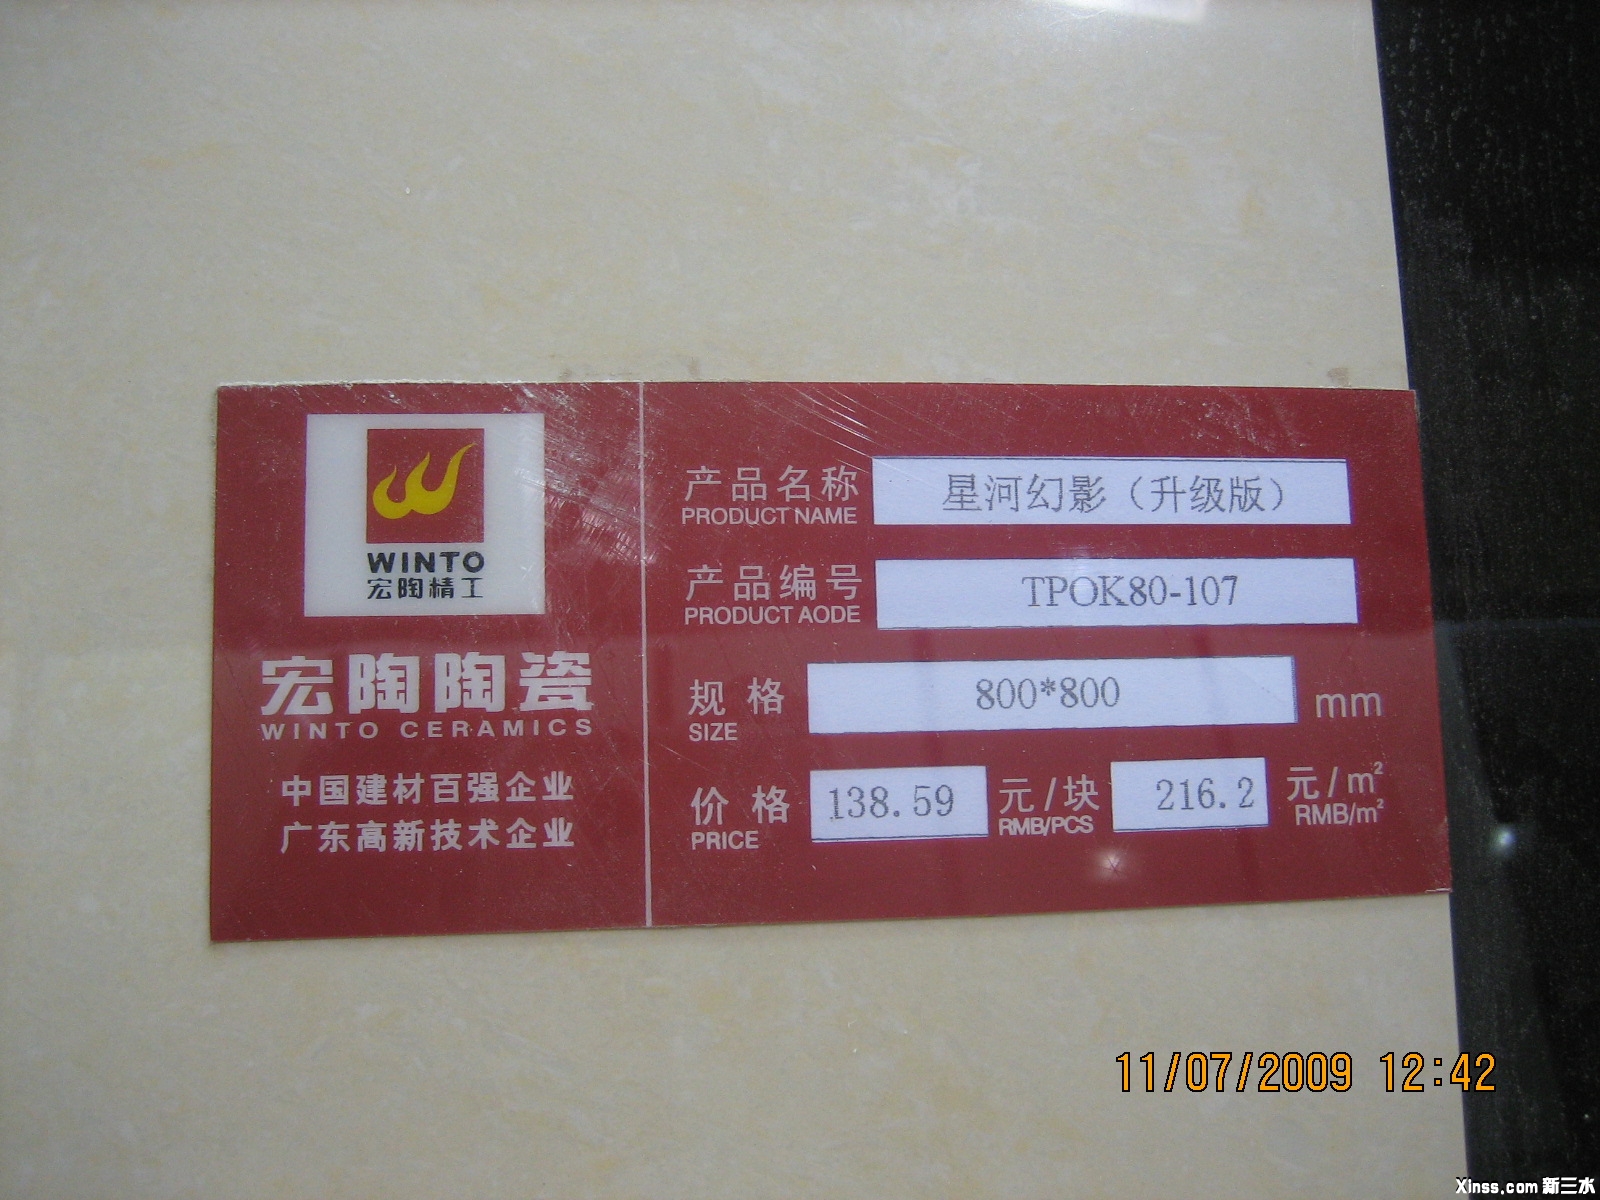 WINTO
宏陶精工
宏陶陶瓷
WINTO CERAMICS
中国建材百强企业
广东高新技术企业
产品名称 星河幻影（升级版）
PRODUCT NAME
产品编号 TPOK80-107
PRODUCT AODE
规格 800*800 mm
SIZE
价格 138.59 元/块 216.2 元/m²
PRICE RMB/PCS RMB/m²
11/07/2009 12:42
Xinss.com 新三水